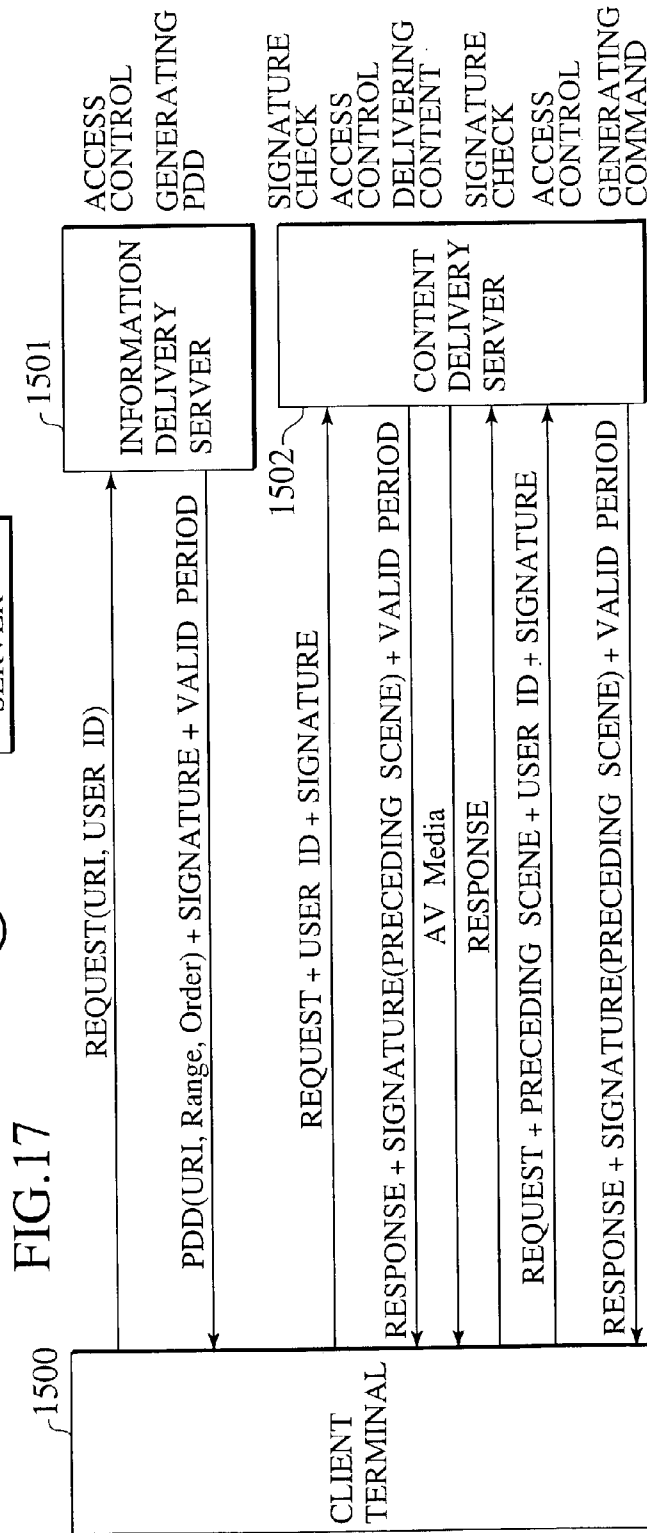 SERVER
FIG.17
1500
CLIENT
TERMINAL
REQUEST(URI, USER ID)
PDD(URI, Range, Order) + SIGNATURE + VALID PERIOD
1501
INFORMATION
DELIVERY
SERVER
ACCESS
CONTROL
GENERATING
PDD
REQUEST + USER ID + SIGNATURE
RESPONSE + SIGNATURE(PRECEDING SCENE) + VALID PERIOD
AV Media
RESPONSE
REQUEST + PRECEDING SCENE + USER ID + SIGNATURE
RESPONSE + SIGNATURE(PRECEDING SCENE) + VALID PERIOD
1502
CONTENT
DELIVERY
SERVER
SIGNATURE
CHECK
ACCESS
CONTROL
DELIVERING
CONTENT
SIGNATURE
CHECK
ACCESS
CONTROL
GENERATING
COMMAND